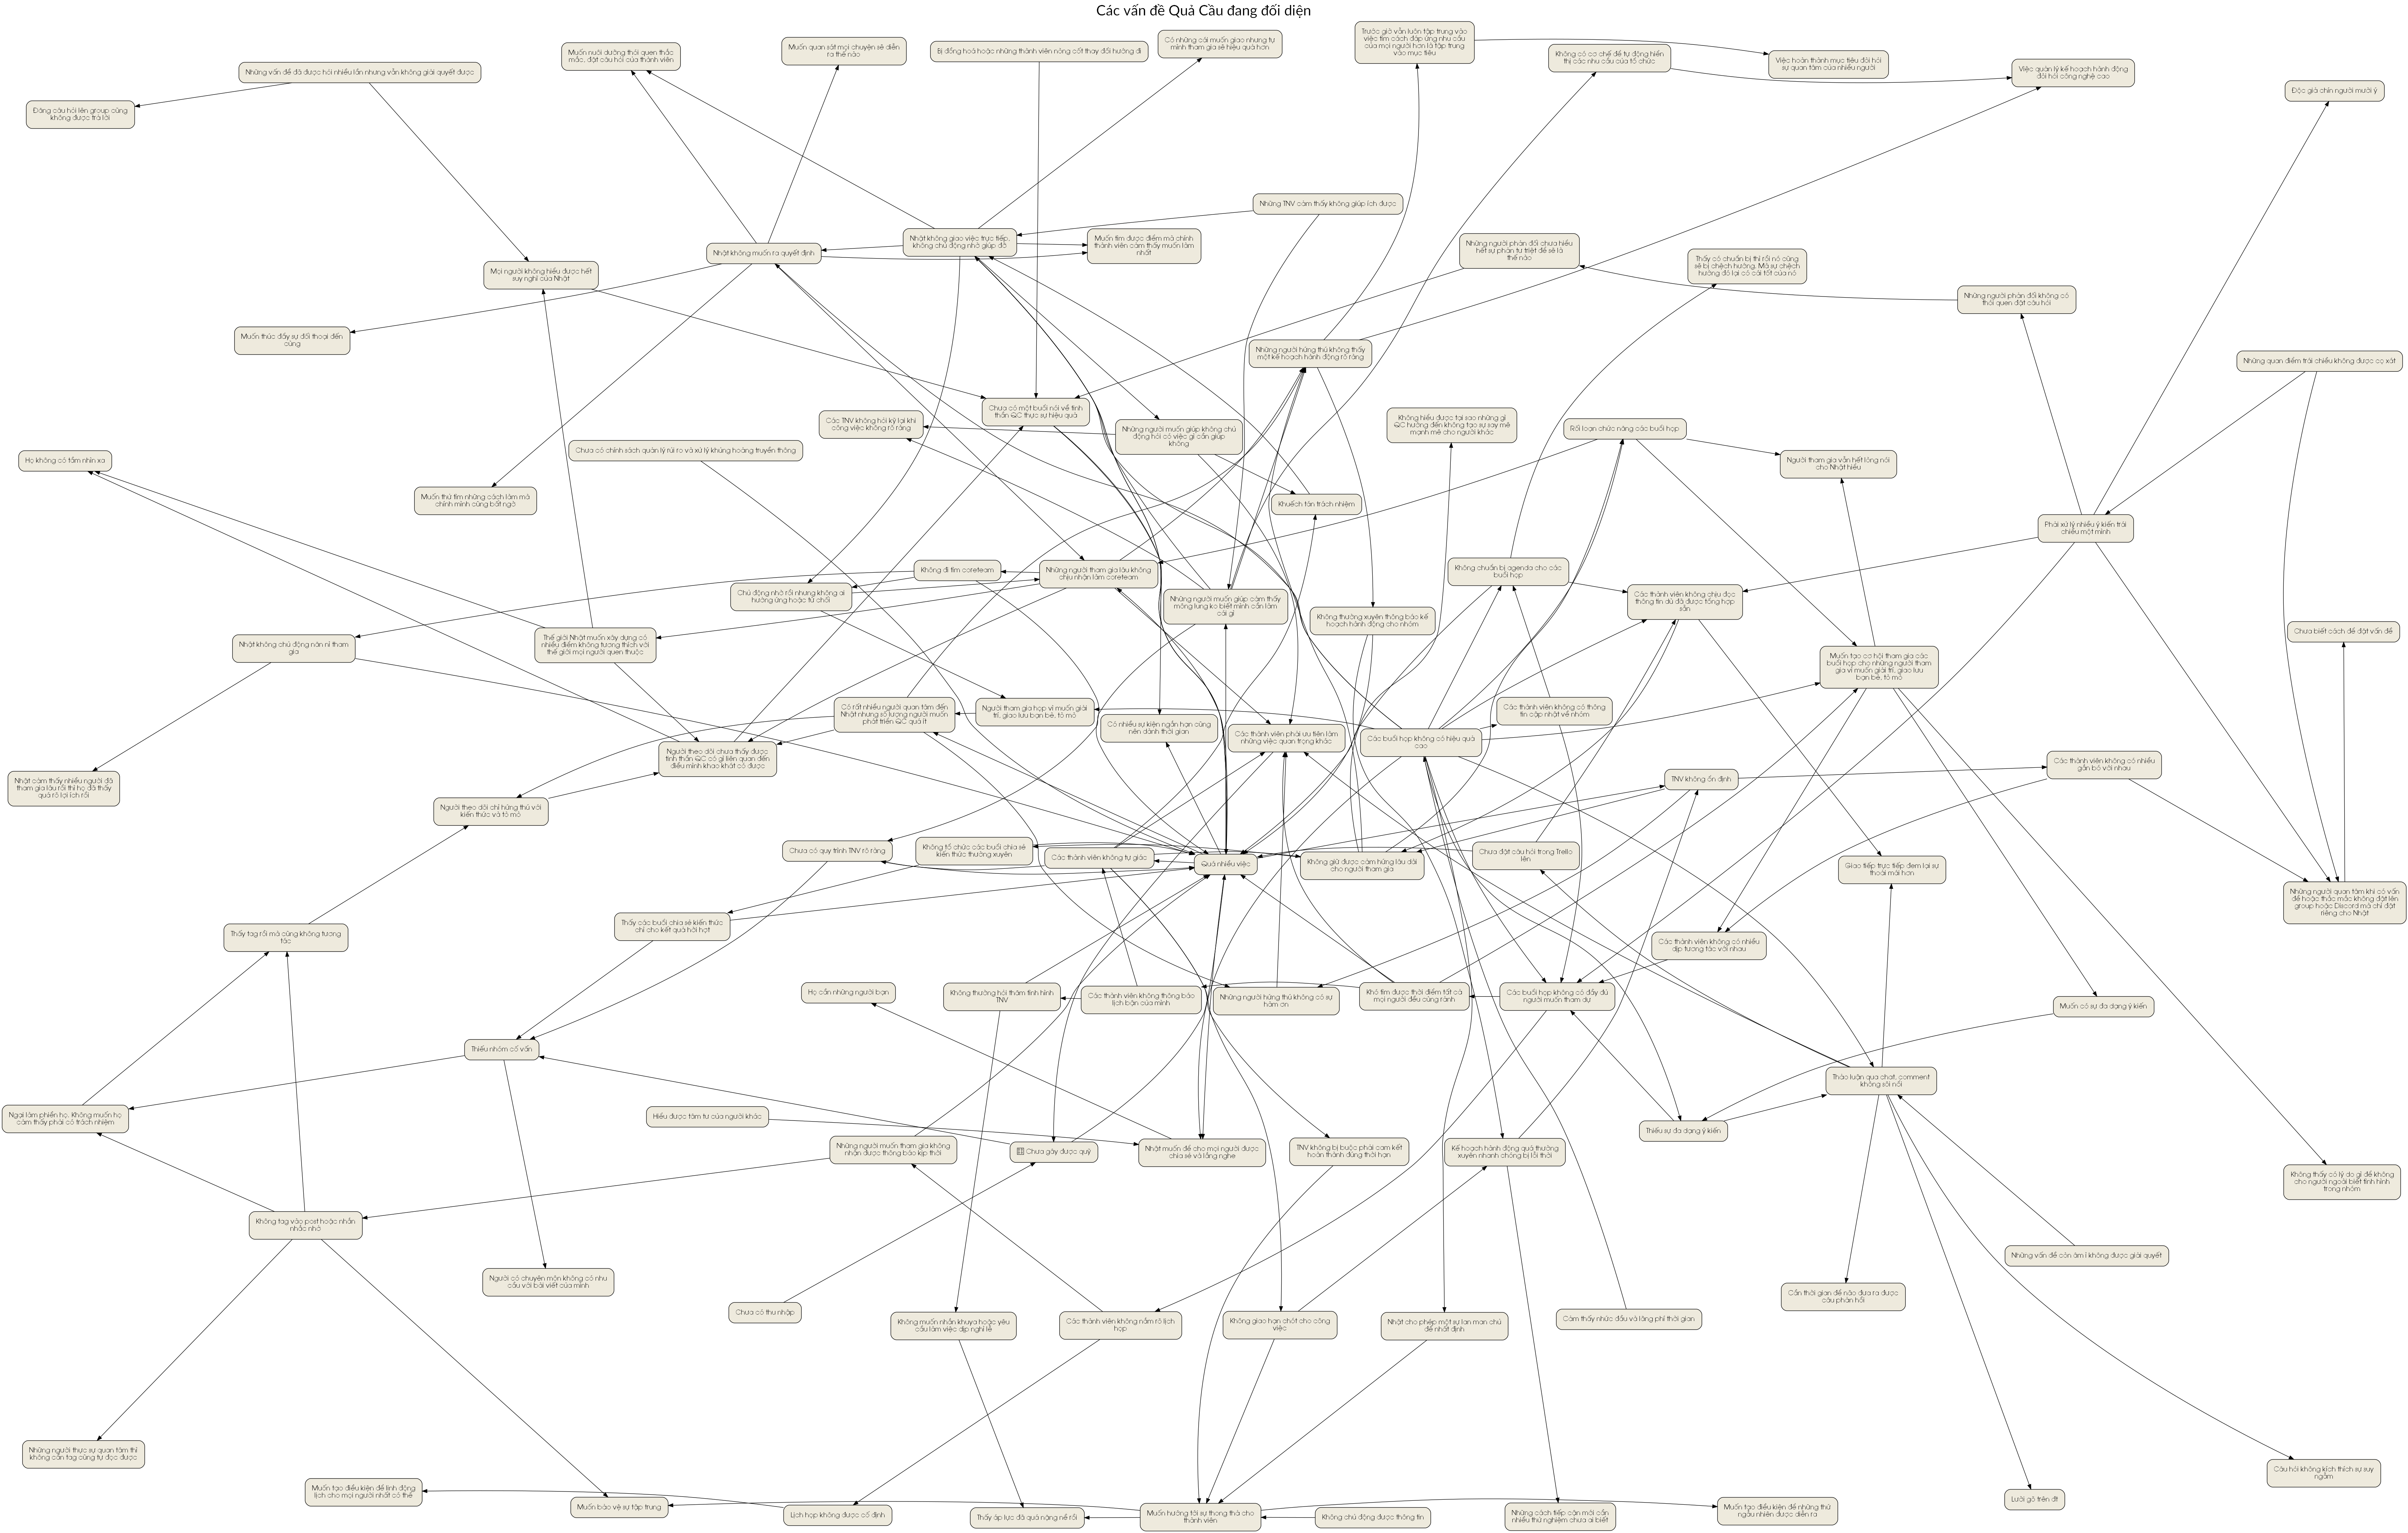 Các vấn đề Quả Cầu đang đối diện
Trước giờ vẫn luôn tập trung vào
việc tìm cách đáp ứng nhu cầu
của mọi người hơn là tập trung
vào mục tiêu
Có những cái muốn giao nhưng tự
mình tham gia sẽ hiệu quả hơn
Muốn quan sát mọi chuyện sẽ diễn
ra thế nào
Bị đồng hoá hoặc những thành viên nòng cốt thay đổi hướng đi
Muốn nuôi dưỡng thói quen thắc
mắc, đặt câu hỏi của thành viên
Không có cơ chế để tự động hiển
thị các nhu cầu của tổ chức
Việc hoàn thành mục tiêu đòi hỏi
sự quan tâm của nhiều người
Việc quản lý kế hoạch hành động
đòi hỏi công nghệ cao
Những vấn đề đã được hỏi nhiều lần nhưng vẫn không giải quyết được
Độc giả chín người mười ý
Đăng câu hỏi lên group cũng
không được trả lời
Những TNV cảm thấy không giúp ích được
Nhật không giao việc trực tiếp,
không chủ động nhờ giúp đỡ
Muốn tìm được điểm mà chính
thành viên cảm thấy muốn làm
nhất
Nhật không muốn ra quyết định
Những người phản đối chưa hiểu
hết sự phản tư triệt để sẽ là
thế nào
Thấy có chuẩn bị thì rồi nó cũng
sẽ bị chệch hướng. Mà sự chệch
hướng đó lại có cái tốt của nó
Mọi người không hiểu được hết
suy nghĩ của Nhật
Những người phản đối không có
thói quen đặt câu hỏi
Muốn thúc đẩy sự đối thoại đến
cùng
Những người hứng thú không thấy
một kế hoạch hành động rõ ràng
Những quan điểm trái chiều không được cọ xát
Chưa có một buổi nói về tinh
thần QC thực sự hiệu quả
Các TNV không hỏi kỹ lại khi
công việc không rõ ràng
Những người muốn giúp không chủ
động hỏi có việc gì cần giúp
không
Không hiểu được tại sao những gì
QC hướng đến không tạo sự say mê
mạnh mẽ cho người khác
Rối loạn chức năng các buổi họp
Chưa có chính sách quản lý rủi ro và xử lý khủng hoảng truyền thông
Họ không có tầm nhìn xa
Người tham gia vẫn hết lòng nói
cho Nhật hiểu
Muốn thử tìm những cách làm mà
chính mình cũng bất ngờ
Khuếch tán trách nhiệm
Phải xử lý nhiều ý kiến trái
chiều một mình
Không đi tìm coreteam
Những người tham gia lâu không
chịu nhận làm coreteam
Không chuẩn bị agenda cho các
buổi họp
Chủ động nhờ rồi nhưng không ai
hưởng ứng hoặc từ chối
Những người muốn giúp cảm thấy
mông lung ko biết mình cần làm
cái gì
Các thành viên không chịu đọc
thông tin dù đã được tổng hợp
sẵn
Không thường xuyên thông báo kế
hoạch hành động cho nhóm
Nhật không chủ động năn nỉ tham
gia
Thế giới Nhật muốn xây dựng có
nhiều điểm không tương thích với
thế giới mọi người quen thuộc
Chưa biết cách để đặt vấn đề
Muốn tạo cơ hội tham gia các
buổi họp cho những người tham
gia vì muốn giải trí, giao lưu
bạn bè, tò mò
Có rất nhiều người quan tâm đến
Nhật nhưng số lượng người muốn
phát triển QC quá ít
Người tham gia họp vì muốn giải
trí, giao lưu bạn bè, tò mò
Có nhiều sự kiện ngắn hạn cũng
nên dành thời gian
Các thành viên phải ưu tiên làm
những việc quan trọng khác
Các buổi họp không có hiệu quả
cao
Các thành viên không có thông
tin cập nhật về nhóm
Người theo dõi chưa thấy được
tinh thần QC có gì liên quan đến
điều mình khao khát có được
Các thành viên không có nhiều
gắn bó với nhau
Nhật cảm thấy nhiều người đã
tham gia lâu rồi thì họ đã thấy
quá rõ lợi ích rồi
TNV không ổn định
Người theo dõi chỉ hứng thú với
kiến thức và tò mò
Chưa có quy trình TNV rõ ràng
Không tổ chức các buổi chia sẻ
kiến thức thường xuyên
Các thành viên không tự giác
Quá nhiều việc
Không giữ được cảm hứng lâu dài
cho người tham gia
Chưa đặt câu hỏi trong Trello
lên
Giao tiếp trực tiếp đem lại sự
thoải mái hơn
Những người quan tâm khi có vấn
đề hoặc thắc mắc không đặt lên
group hoặc Discord mà chỉ đặt
riêng cho Nhật
Thấy các buổi chia sẻ kiến thức
chỉ cho kết quả hời hợt
Thấy tag rồi mà cũng không tương
tác
Các thành viên không có nhiều
dịp tương tác với nhau
Họ cần những người bạn
Không thường hỏi thăm tình hình
TNV
Các thành viên không thông báo
lịch bận của mình
Những người hứng thú không có sự
hàm ơn
Khó tìm được thời điểm tất cả
mọi người đều cùng rảnh
Các buổi họp không có đầy đủ
người muốn tham dự
Muốn có sự đa dạng ý kiến
Thiếu nhóm cố vấn
Thảo luận qua chat, comment
không sôi nổi
Ngại làm phiền họ. Không muốn họ
cảm thấy phải có trách nhiệm
Hiểu được tâm tư của người khác
Thiếu sự đa dạng ý kiến
Những người muốn tham gia không
nhận được thông báo kịp thời
Chưa gây được quỹ
Nhật muốn để cho mọi người được
chia sẻ và lắng nghe
TNV không bị buộc phải cam kết
hoàn thành đúng thời hạn
Kế hoạch hành động quá thường
xuyên nhanh chóng bị lỗi thời
Không thấy có lý do gì để không
cho người ngoài biết tình hình
trong nhóm
Không tag vào post hoặc nhắn
nhắc nhở
Những vấn đề còn âm ỉ không được giải quyết
Người có chuyên môn không có nhu
cầu với bài viết của mình
Cần thời gian để não đưa ra được
câu phản hồi
Chưa có thu nhập
Không muốn nhắn khuya hoặc yêu
cầu làm việc dịp nghỉ lễ
Các thành viên không nắm rõ lịch
họp
Không giao hạn chót cho công
việc
Nhật cho phép một sự lan man chủ
đề nhất định
Cảm thấy nhức đầu và lãng phí thời gian
Những người thực sự quan tâm thì
không cần tag cũng tự đọc được
Câu hỏi không kích thích sự suy
ngẫm
Muốn tạo điều kiện để linh động
lịch cho mọi người nhất có thể
Muốn bảo vệ sự tập trung
Lịch họp không được cố định
Thấy áp lực đã quá nặng nề rồi
Muốn hướng tới sự thong thả cho
thành viên
Không chủ động được thông tin
Những cách tiếp cận mới cần
nhiều thử nghiệm chưa ai biết
Muốn tạo điều kiện để những thứ
ngẫu nhiên được diễn ra
Lười gõ trên đt